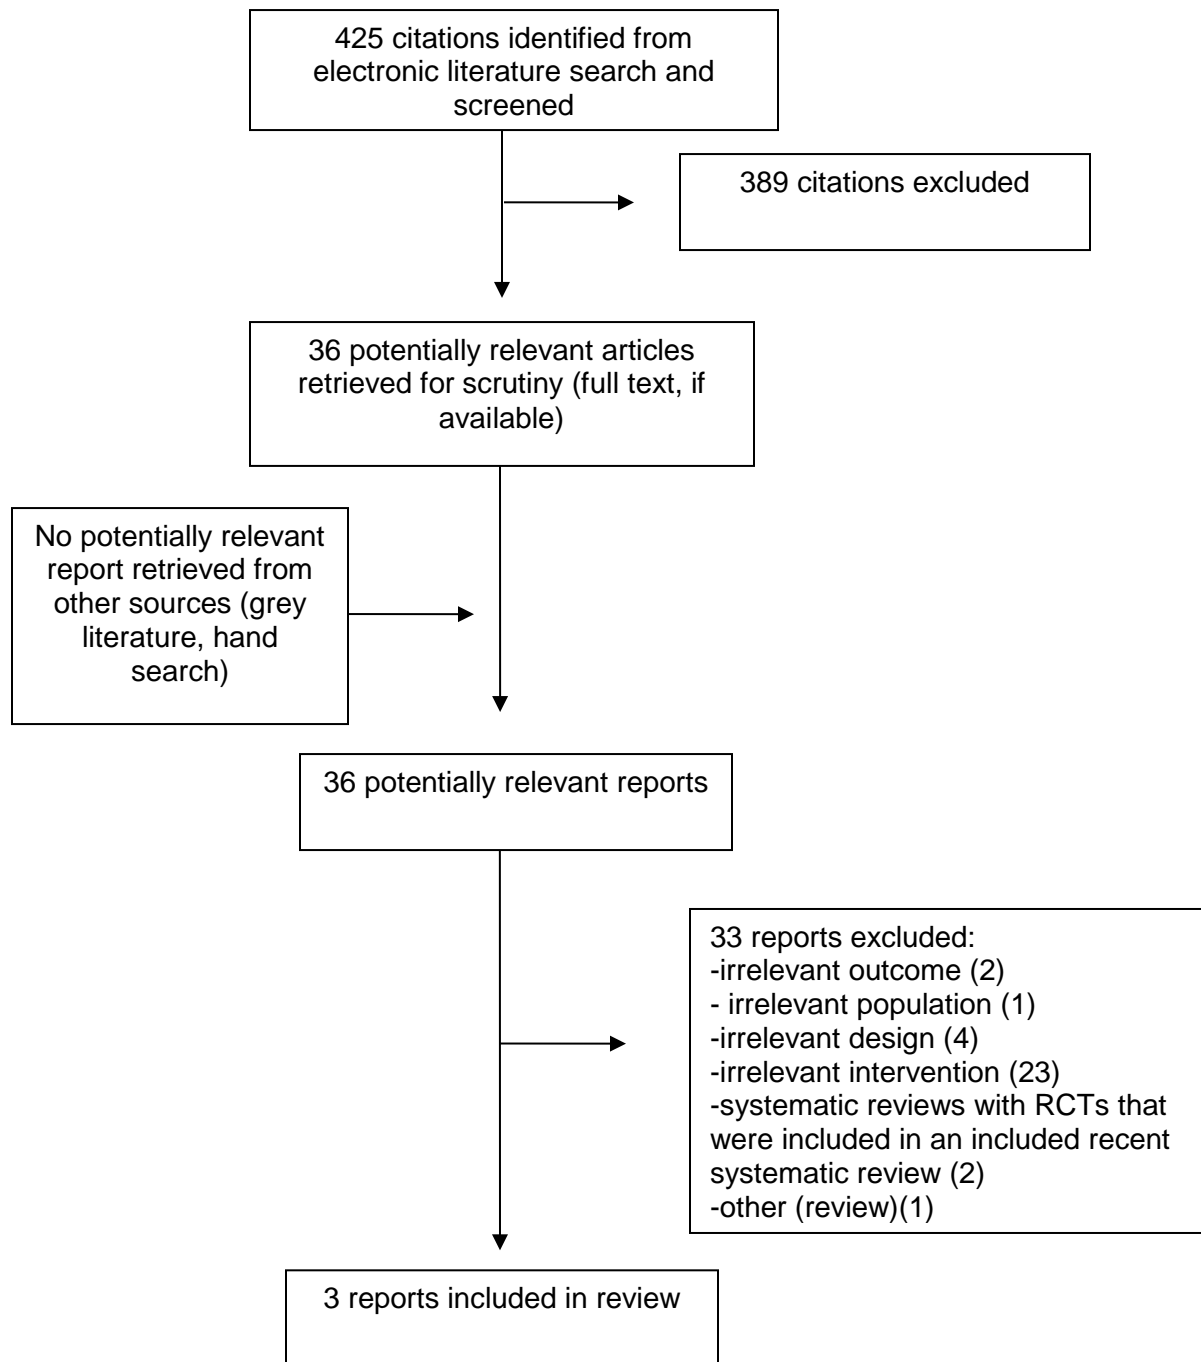 425 citations identified from
electronic literature search and
screened
389 citations excluded
36 potentially relevant articles
retrieved for scrutiny (full text, if
available)
No potentially relevant
report retrieved from
other sources (grey
literature, hand
search)
36 potentially relevant reports
33 reports excluded:
-irrelevant outcome (2)
- irrelevant population (1)
-irrelevant design (4)
-irrelevant intervention (23)
-systematic reviews with RCTs that
were included in an included recent
systematic review (2)
-other (review)(1)
3 reports included in review